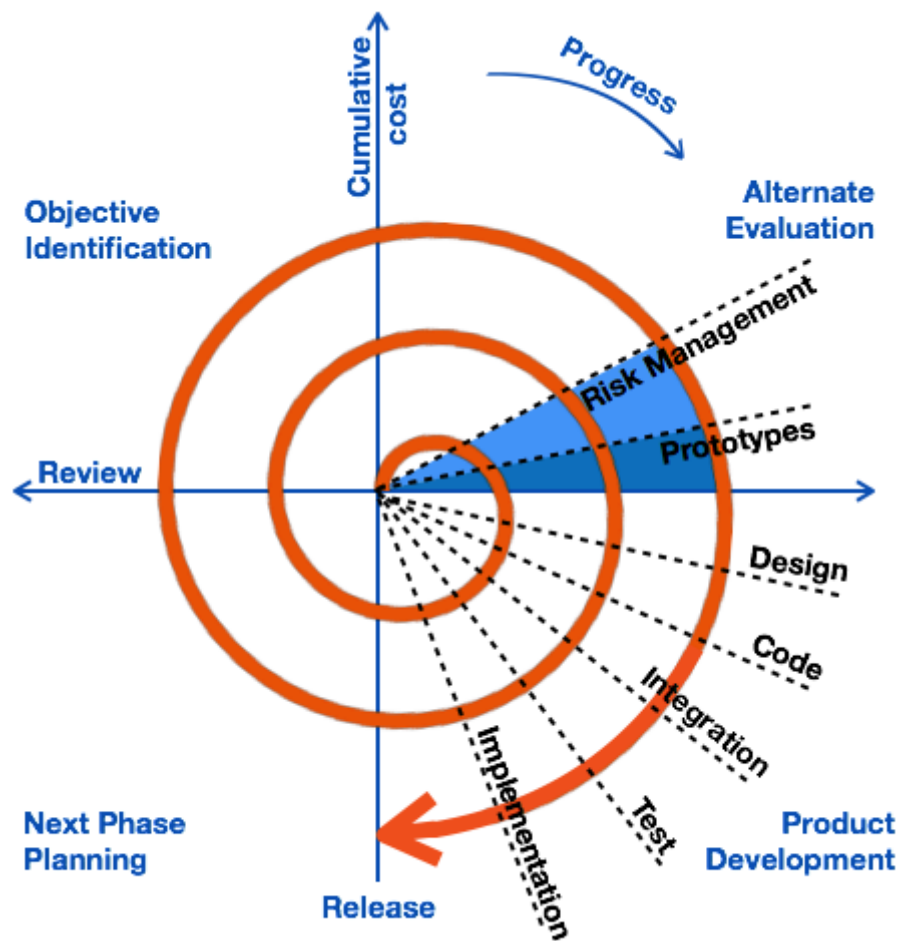 Cumulative
cost
Progress
Objective
Identification
Alternate
Evaluation
Risk Management
Prototypes
Review
Design
Code
Integration
Test
Implementation
Next Phase
Planning
Product
Development
Release